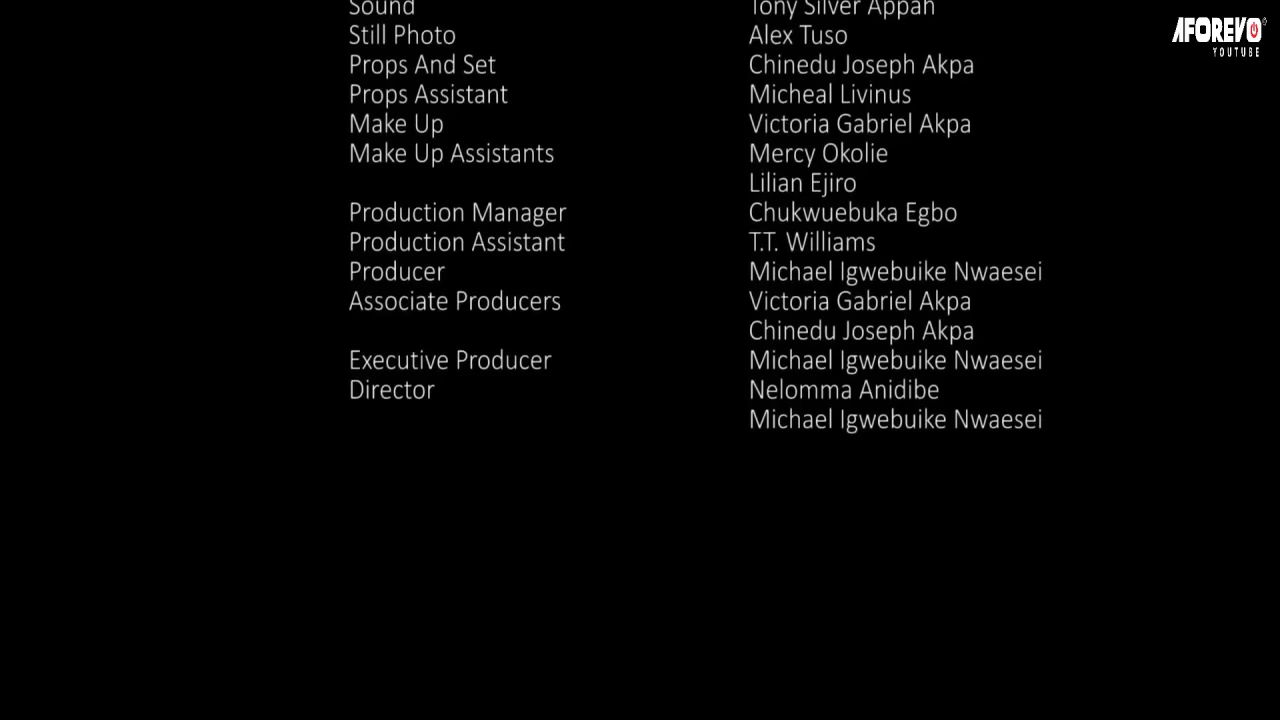 Sound Tony Silver Appah
Still Photo Alex Tuso
Props And Set Chinedu Joseph Akpa
Props Assistant Micheal Livinus
Make Up Victoria Gabriel Akpa
Make Up Assistants Mercy Okolie
Lilian Ejiro
Production Manager Chukwuebuka Egbo
Production Assistant T.T. Williams
Producer Michael Igwebuike Nwaesei
Associate Producers Victoria Gabriel Akpa
Chinedu Joseph Akpa
Executive Producer Michael Igwebuike Nwaesei
Director Nelomma Anidibe
Michael Igwebuike Nwaesei
AFOREVO
YOUTUBE